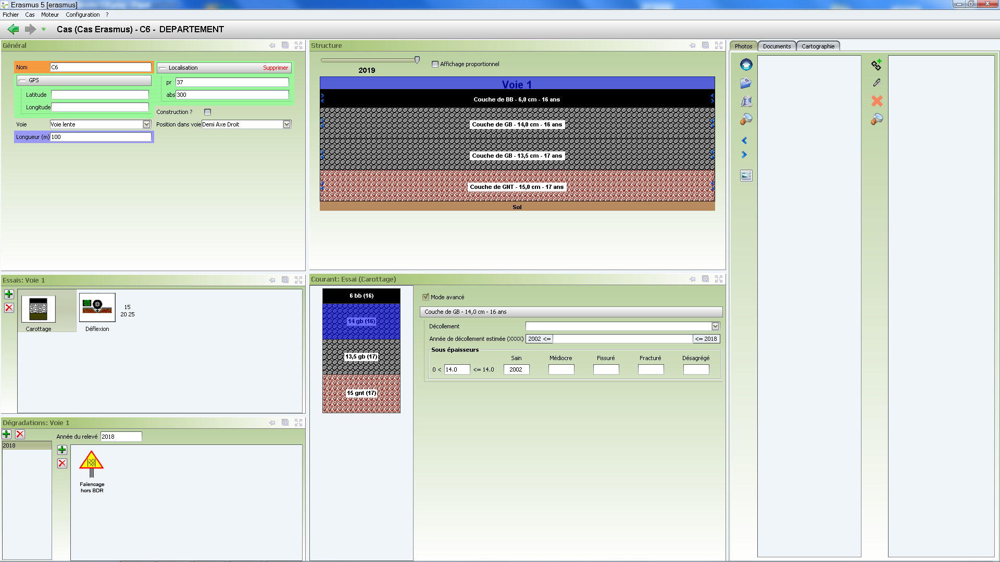 Erasmus 5 [erasmus]
Fichier Cas Moteur Configuration ?
Cas (Cas Erasmus) - C6 - DEPARTEMENT
Général
Nom C6
GPS
Latitude
Longitude
Localisation Supprimer
pr 37
abs 300
Construction ?
Voie Voie lente
Position dans voie Demi Axe Droit
Longueur (m) 100
Structure
2019
Affichage proportionnel
Voie 1
Couche de BB - 6,0 cm - 16 ans
Couche de GB - 14,0 cm - 16 ans
Couche de GB - 13,5 cm - 17 ans
Couche de GNT - 15,0 cm - 17 ans
Sol
Photos Documents Cartographie
Essais: Voie 1
Carottage
Déflexion
15
20 25
Courant: Essai (Carottage)
6 bb (16)
14 gb (16)
13,5 gb (17)
15 gnt (17)
Mode avancé
Couche de GB - 14,0 cm - 16 ans
Décollement
Année de décollement estimée (XXXX) 2002 <= <= 2018
Sous épaisseurs
Sain Médiocre Fissuré Fracturé Désagrégé
0 < 14.0 <= 14.0 2002
Dégradations: Voie 1
Année du relevé 2018
2018
Faïencage
hors BDR